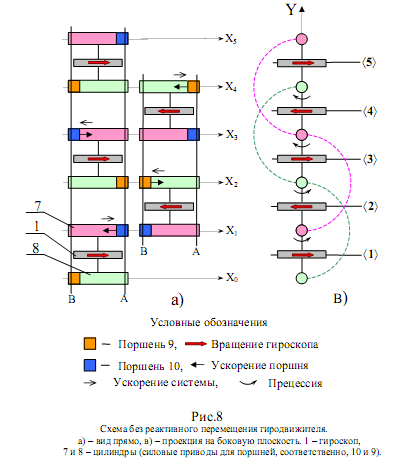 Y
X₅
⟨5⟩
X₄
⟨4⟩
X₃
⟨3⟩
X₂
⟨2⟩
7
B A
X₁
1
⟨1⟩
8
X₀
B A
а) в)
Условные обозначения
– Поршень 9, – Вращение гироскопа
– Поршень 10, – Ускорение поршня
– Ускорение системы, – Прецессия
Рис.8
Схема без реактивного перемещения гиродвижителя.
а) – вид прямо, в) – проекция на боковую плоскость. 1 – гироскоп,
7 и 8 – цилиндры (силовые приводы для поршней, соответственно, 10 и 9).